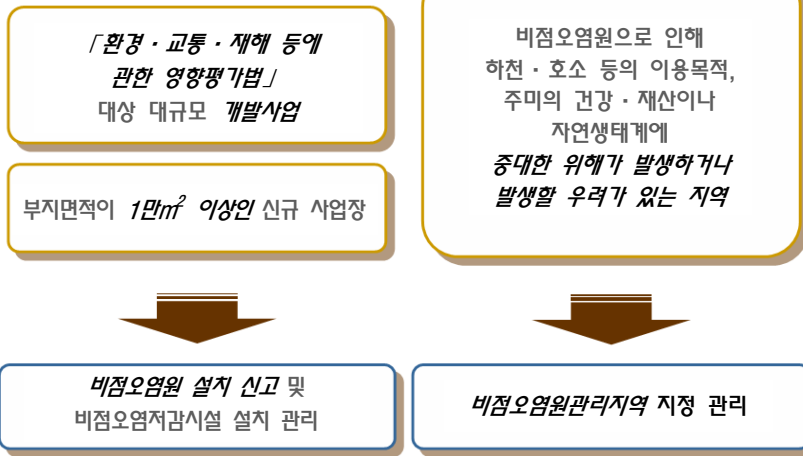 「환경·교통·재해 등에
관한 영향평가법」
대상 대규모 개발사업
부지면적이 1만㎡ 이상인 신규 사업장
비점오염원 설치 신고 및
비점오염저감시설 설치 관리
비점오염원으로 인해
하천·호소 등의 이용목적,
주미의 건강·재산이나
자연생태계에
중대한 위해가 발생하거나
발생할 우려가 있는 지역
비점오염원관리지역 지정 관리